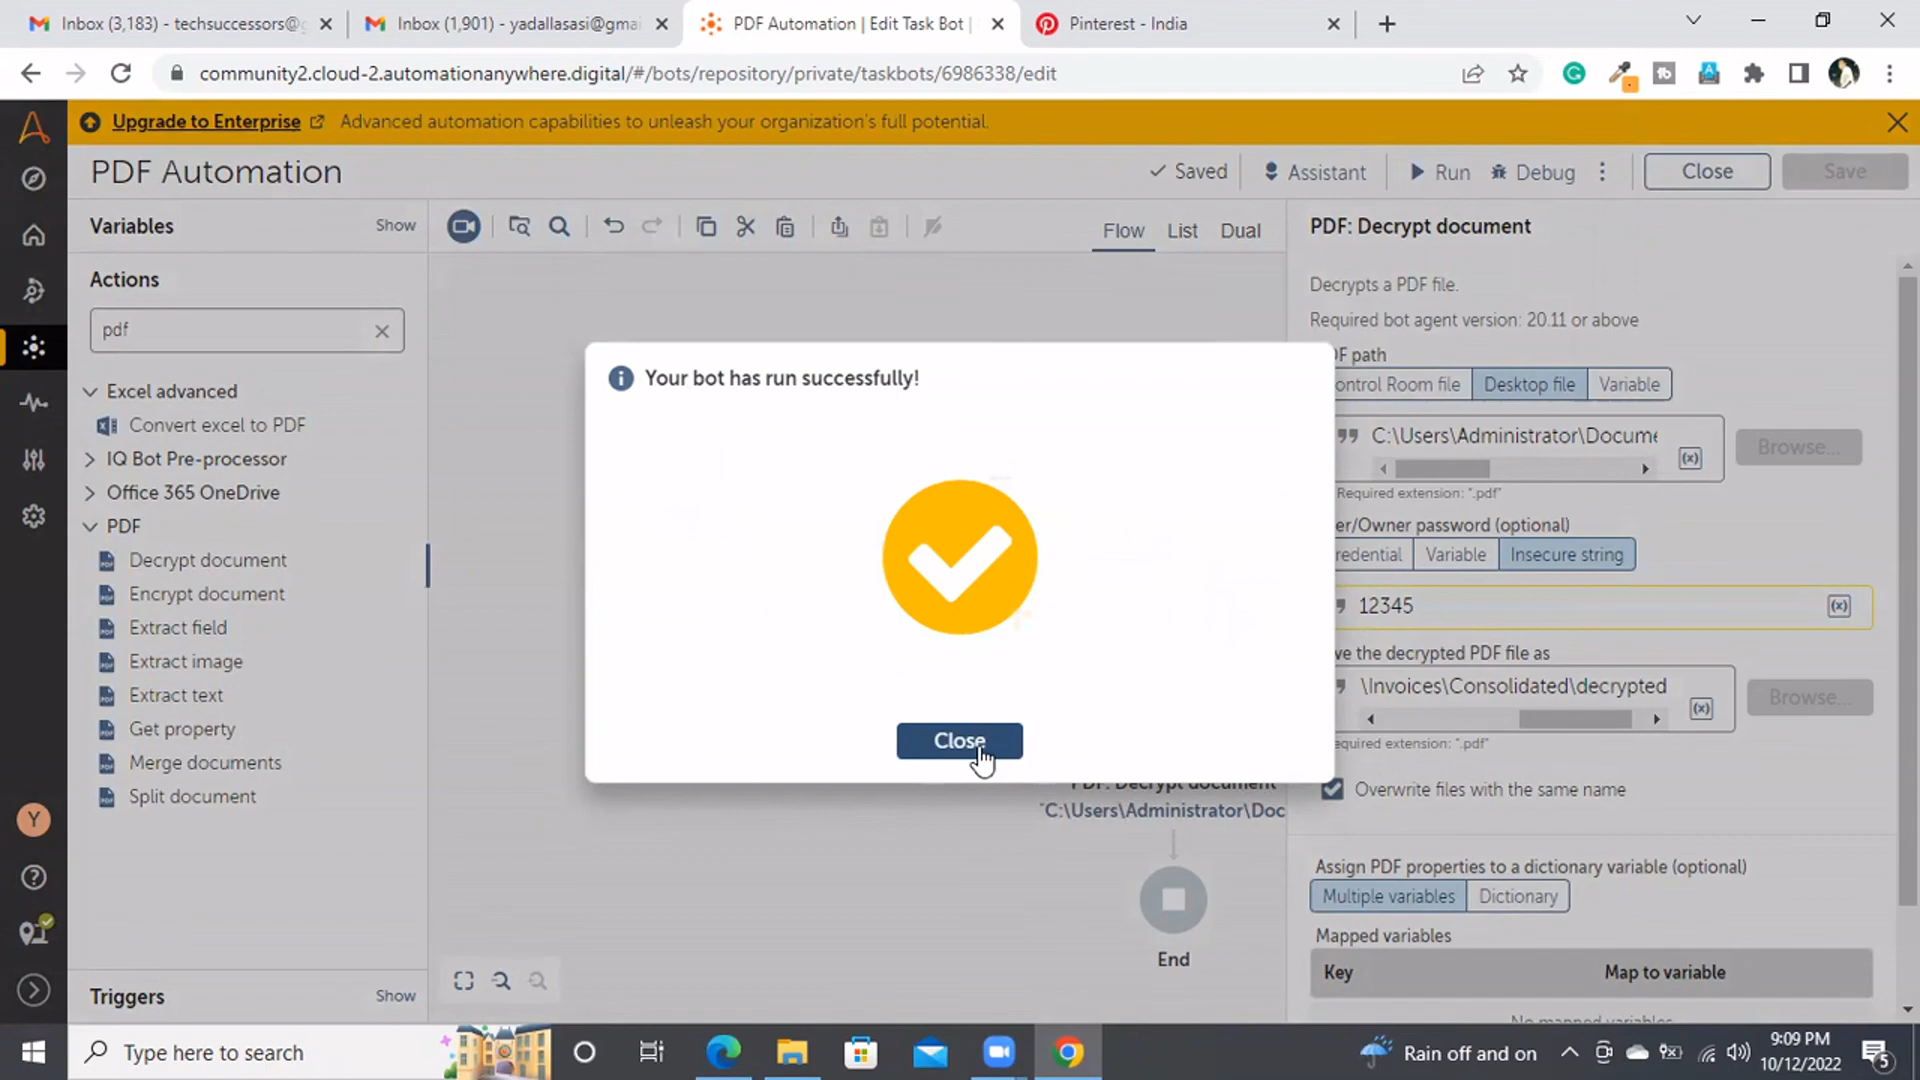 Inbox (3,183) - techsuccessors@g
Inbox (1,901) - yadallasasi@gmai
PDF Automation | Edit Task Bot |
Pinterest - India
community2.cloud-2.automationanywhere.digital/#/bots/repository/private/taskbots/6986338/edit
Upgrade to Enterprise
Advanced automation capabilities to unleash your organization's full potential.
PDF Automation
Saved
Assistant
Run
Debug
Close
Save
Variables
Show
Flow
List
Dual
PDF: Decrypt document
Actions
pdf
Decrypts a PDF file.
Required bot agent version: 20.11 or above
Excel advanced
Convert excel to PDF
IQ Bot Pre-processor
Office 365 OneDrive
PDF
Decrypt document
Encrypt document
Extract field
Extract image
Extract text
Get property
Merge documents
Split document
Your bot has run successfully!
Close
DF path
ontrol Room file
Desktop file
Variable
C:\Users\Administrator\Docume
(x)
Browse...
Required extension: ".pdf"
er/Owner password (optional)
redential
Variable
Insecure string
12345
(x)
ve the decrypted PDF file as
\Invoices\Consolidated\decrypted
(x)
Browse...
equired extension: ".pdf"
Overwrite files with the same name
PDF: Decrypt document
"C:\Users\Administrator\Doc
End
Assign PDF properties to a dictionary variable (optional)
Multiple variables
Dictionary
Mapped variables
Key
Map to variable
No mapped variables
Y
Triggers
Show
Type here to search
Rain off and on
9:09 PM
10/12/2022
5